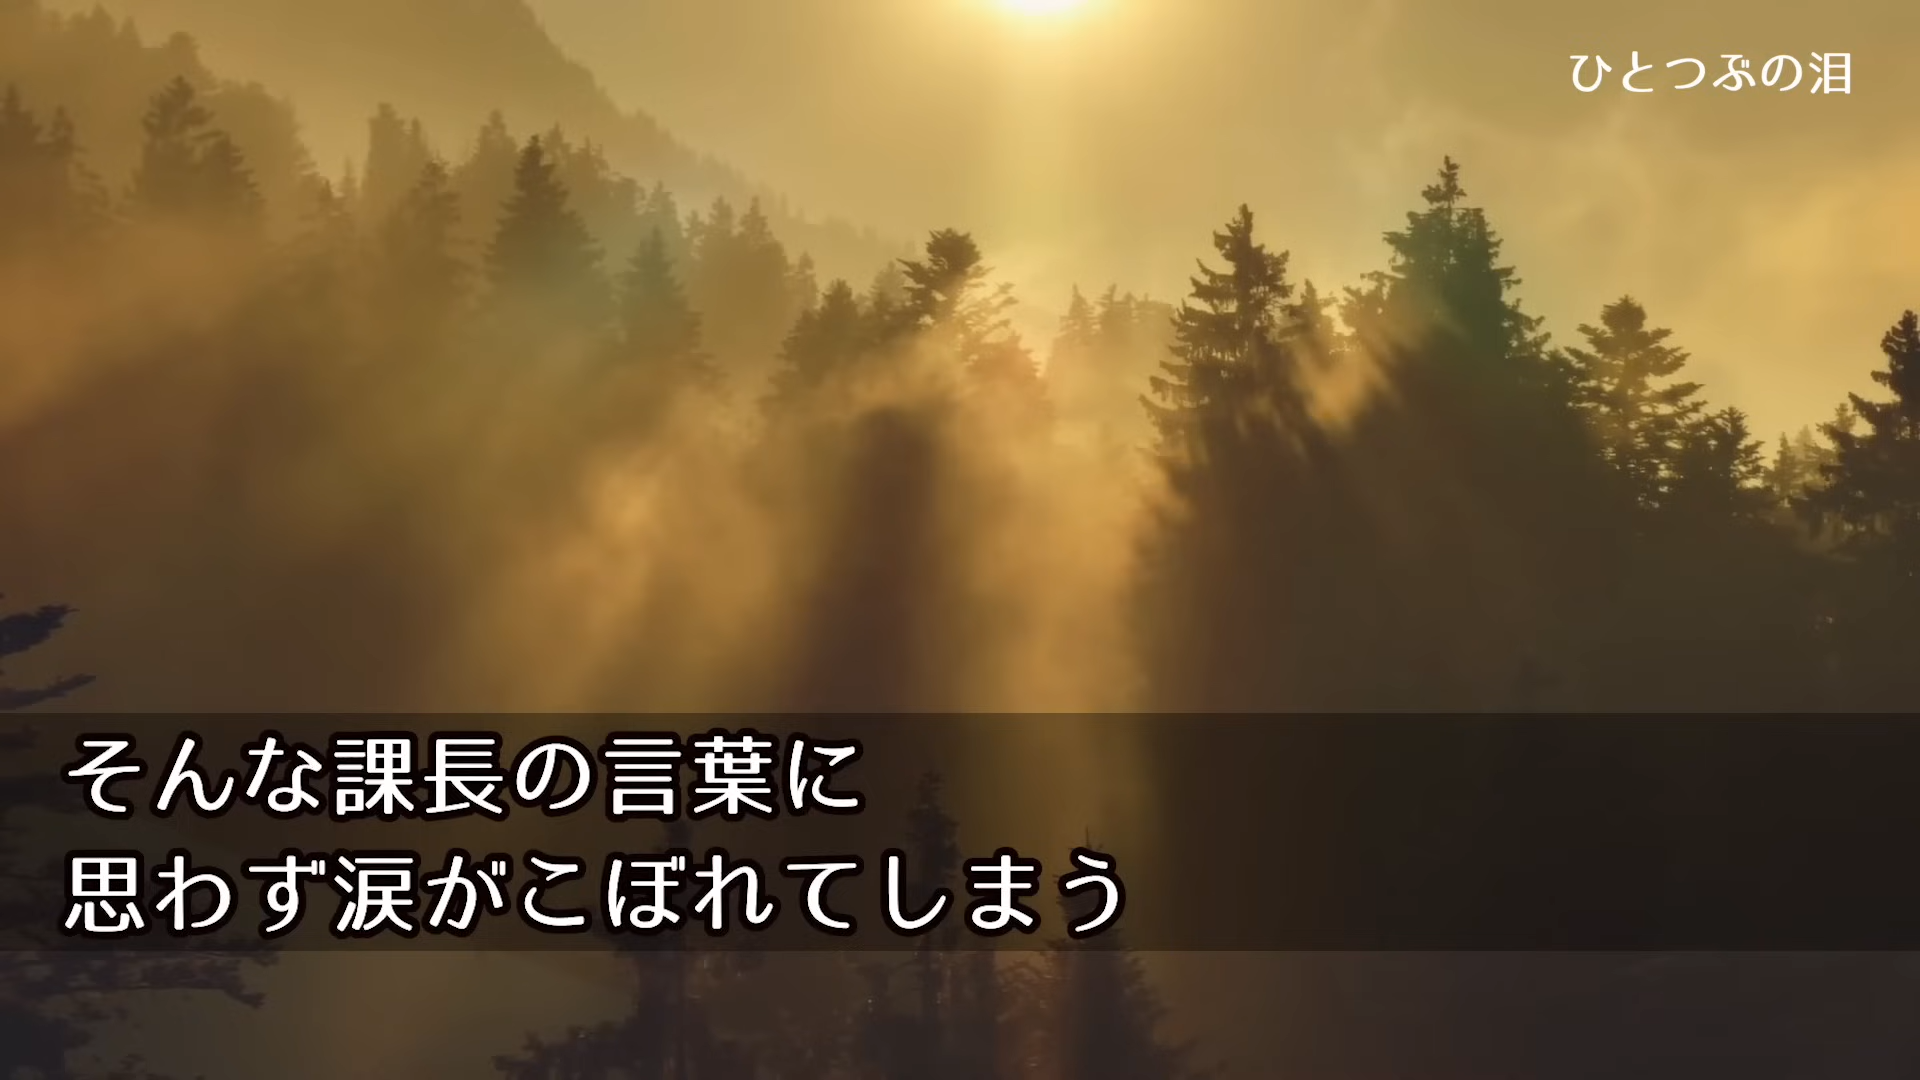 ひとつぶの泪
そんな課長の言葉に
思わず涙がこぼれてしまう